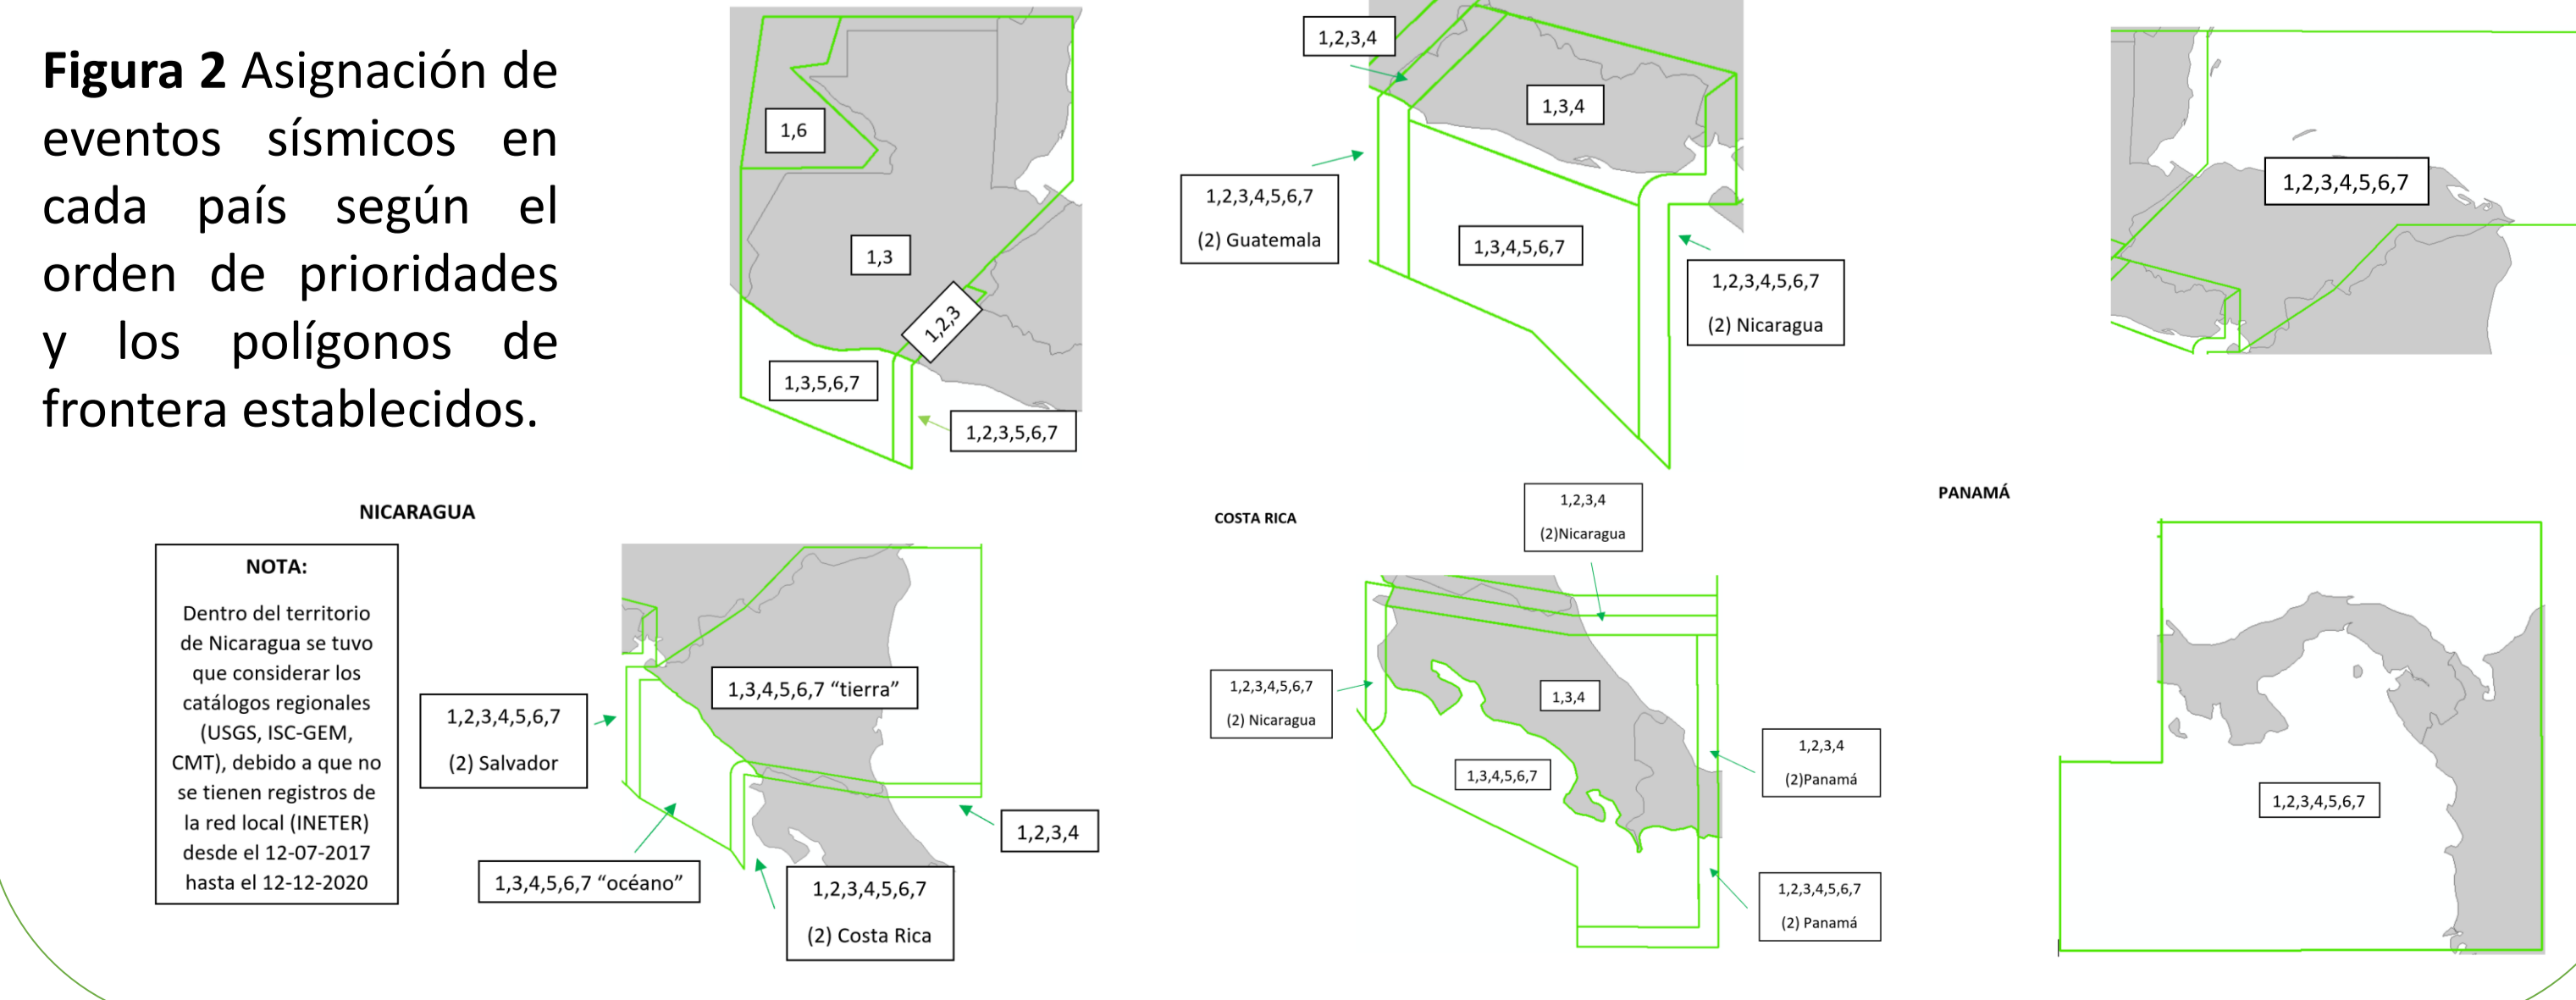 Figura 2 Asignación de
eventos sísmicos en
cada país según el
orden de prioridades
y los polígonos de
frontera establecidos.
1,6
1,3
1,2,3
1,3,5,6,7
1,2,3,5,6,7
1,2,3,4
1,3,4
1,2,3,4,5,6,7
(2) Guatemala
1,3,4,5,6,7
1,2,3,4,5,6,7
(2) Nicaragua
1,2,3,4,5,6,7
NICARAGUA
NOTA:
Dentro del territorio
de Nicaragua se tuvo
que considerar los
catálogos regionales
(USGS, ISC-GEM,
CMT), debido a que no
se tienen registros de
la red local (INETER)
desde el 12-07-2017
hasta el 12-12-2020
1,2,3,4,5,6,7
(2) Salvador
1,3,4,5,6,7 “tierra”
1,3,4,5,6,7 “océano”
1,2,3,4,5,6,7
(2) Costa Rica
1,2,3,4
COSTA RICA
1,2,3,4
(2)Nicaragua
1,2,3,4,5,6,7
(2) Nicaragua
1,3,4
1,3,4,5,6,7
1,2,3,4
(2)Panamá
1,2,3,4,5,6,7
(2) Panamá
PANAMÁ
1,2,3,4,5,6,7